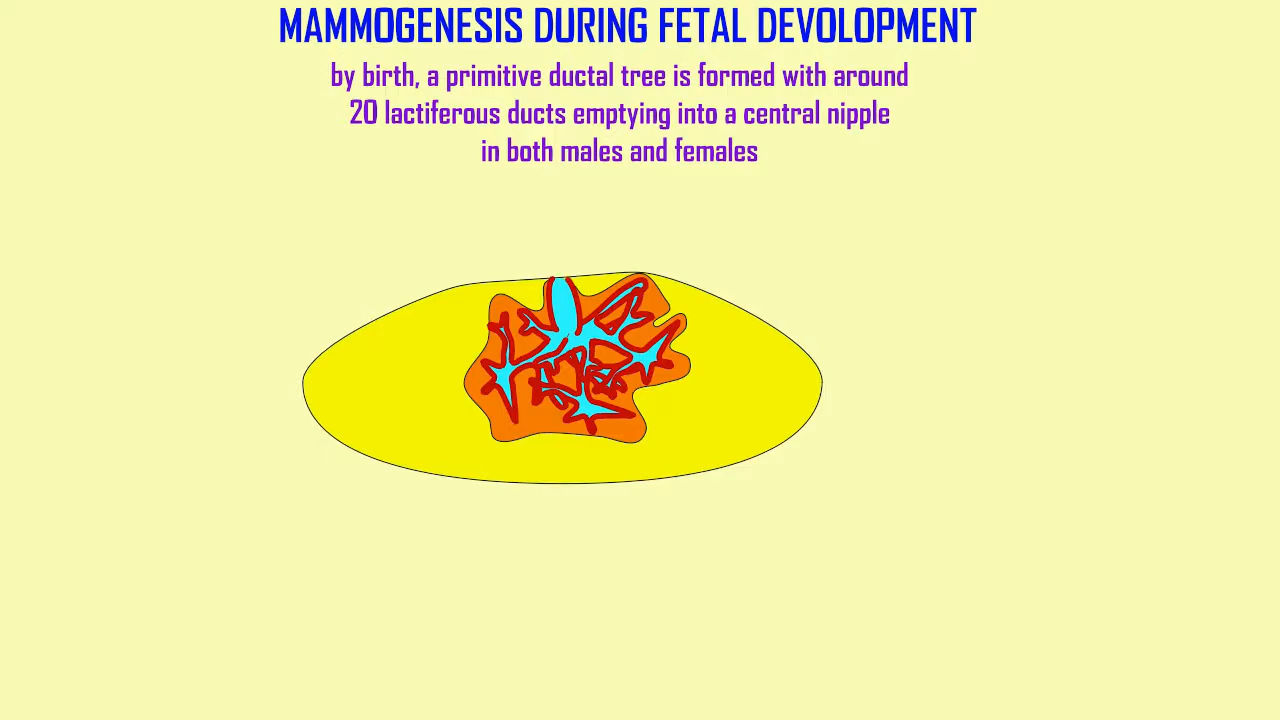 MAMMOGENESIS DURING FETAL DEVOLOPMENT
by birth, a primitive ductal tree is formed with around
20 lactiferous ducts emptying into a central nipple
in both males and females